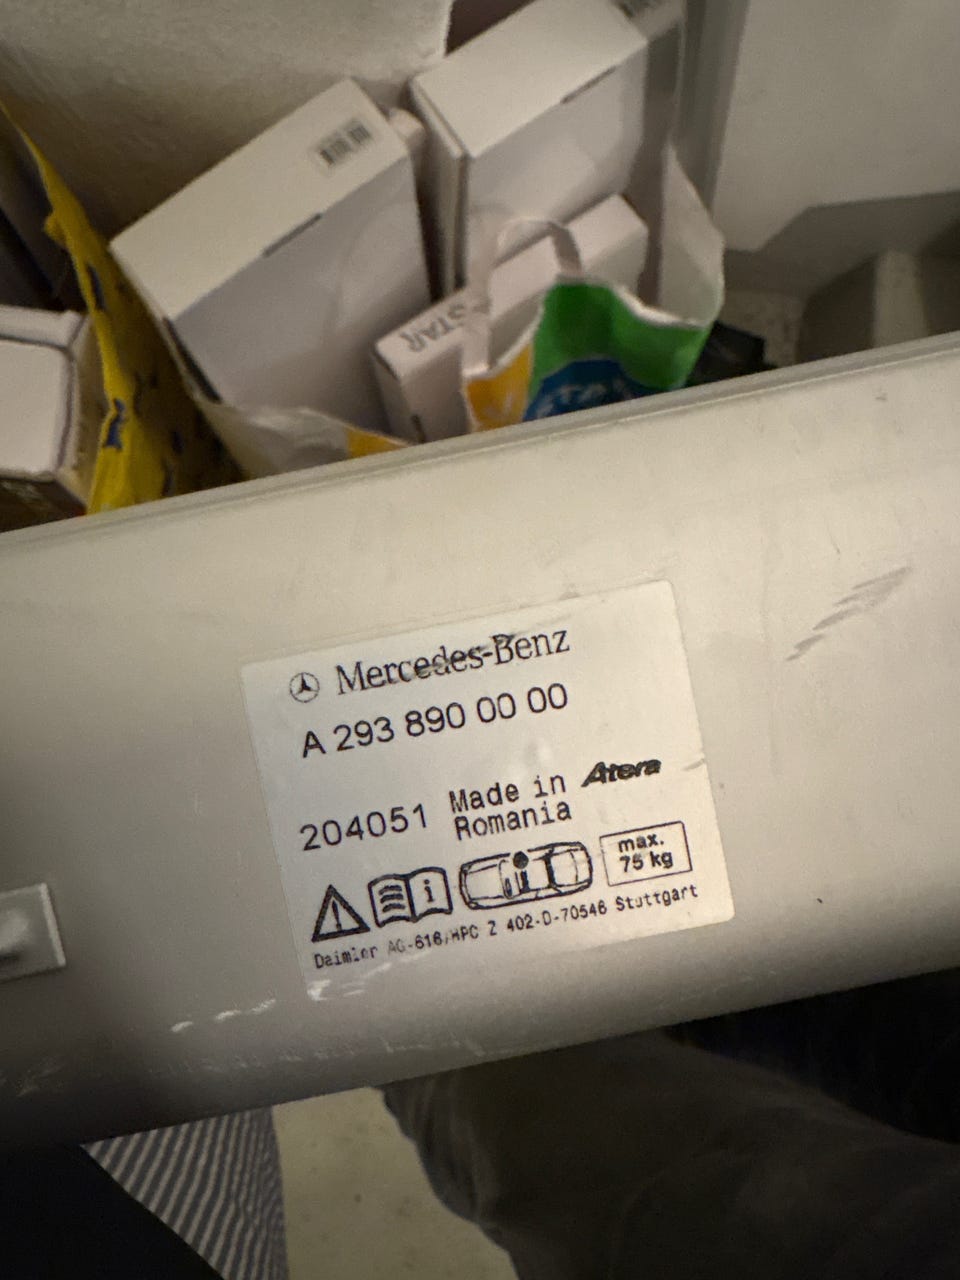 STAR
Mercedes-Benz
A 293 890 00 00
204051 Made in Atera
Romania
max.
75 kg
Daimler AG-616/HPC Z 402-D-70546 Stuttgart